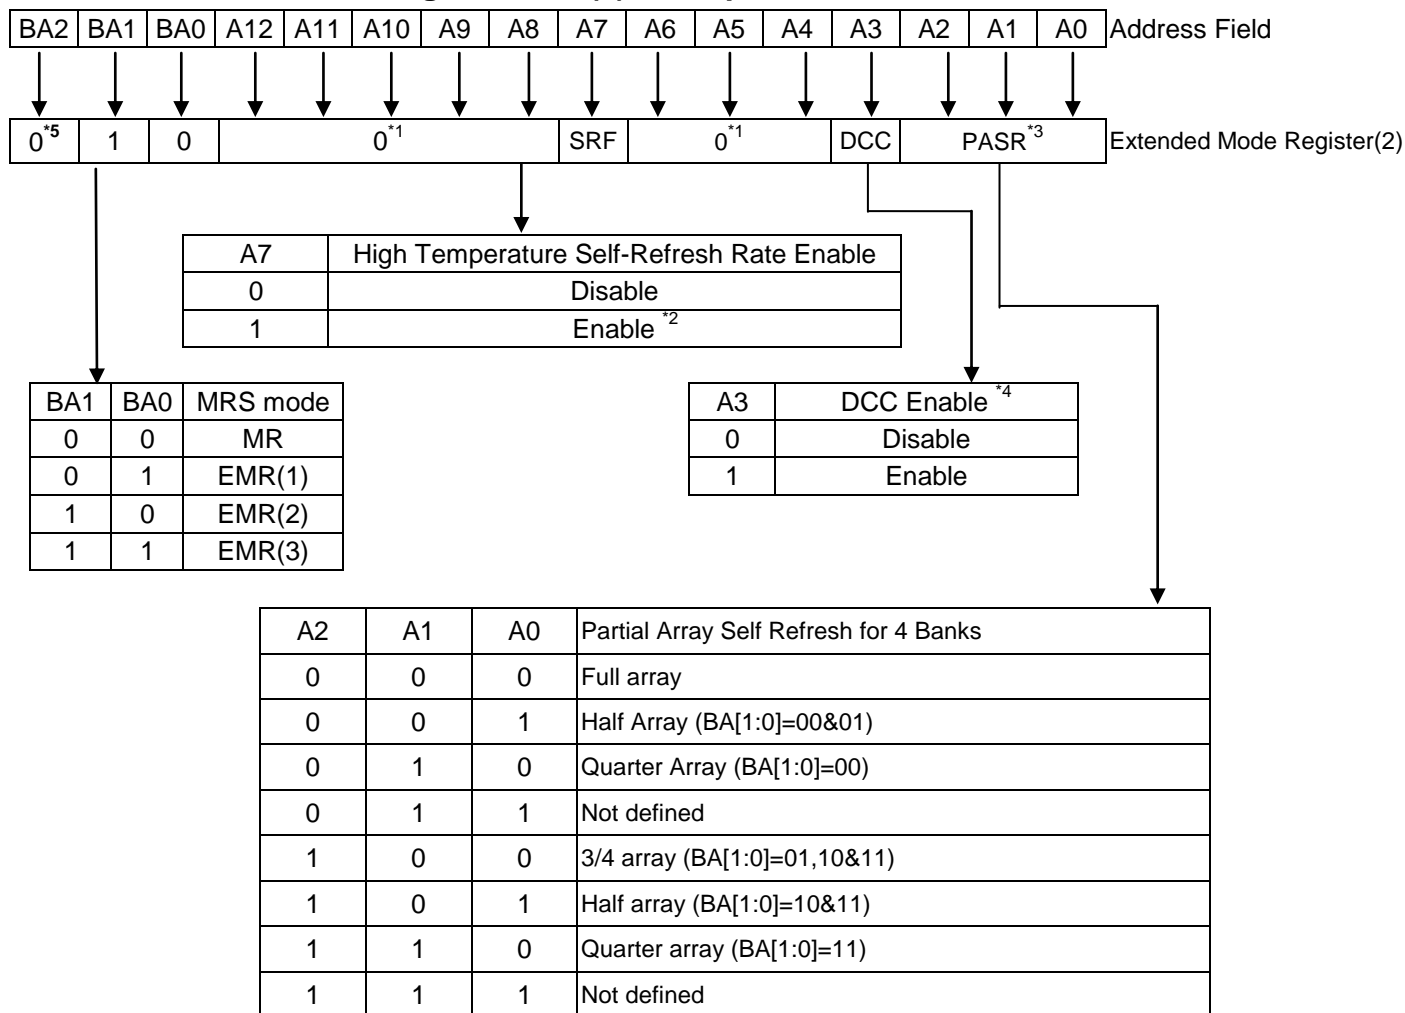 BA2 BA1 BA0 A12 A11 A10 A9 A8 A7 A6 A5 A4 A3 A2 A1 A0 Address Field
0*5 1 0 0*1 SRF 0*1 DCC PASR*3 Extended Mode Register(2)
A7 High Temperature Self-Refresh Rate Enable
0 Disable
1 Enable *2
BA1 BA0 MRS mode
0 0 MR
0 1 EMR(1)
1 0 EMR(2)
1 1 EMR(3)
A3 DCC Enable *4
0 Disable
1 Enable
A2 A1 A0 Partial Array Self Refresh for 4 Banks
0 0 0 Full array
0 0 1 Half Array (BA[1:0]=00&01)
0 1 0 Quarter Array (BA[1:0]=00)
0 1 1 Not defined
1 0 0 3/4 array (BA[1:0]=01,10&11)
1 0 1 Half array (BA[1:0]=10&11)
1 1 0 Quarter array (BA[1:0]=11)
1 1 1 Not defined